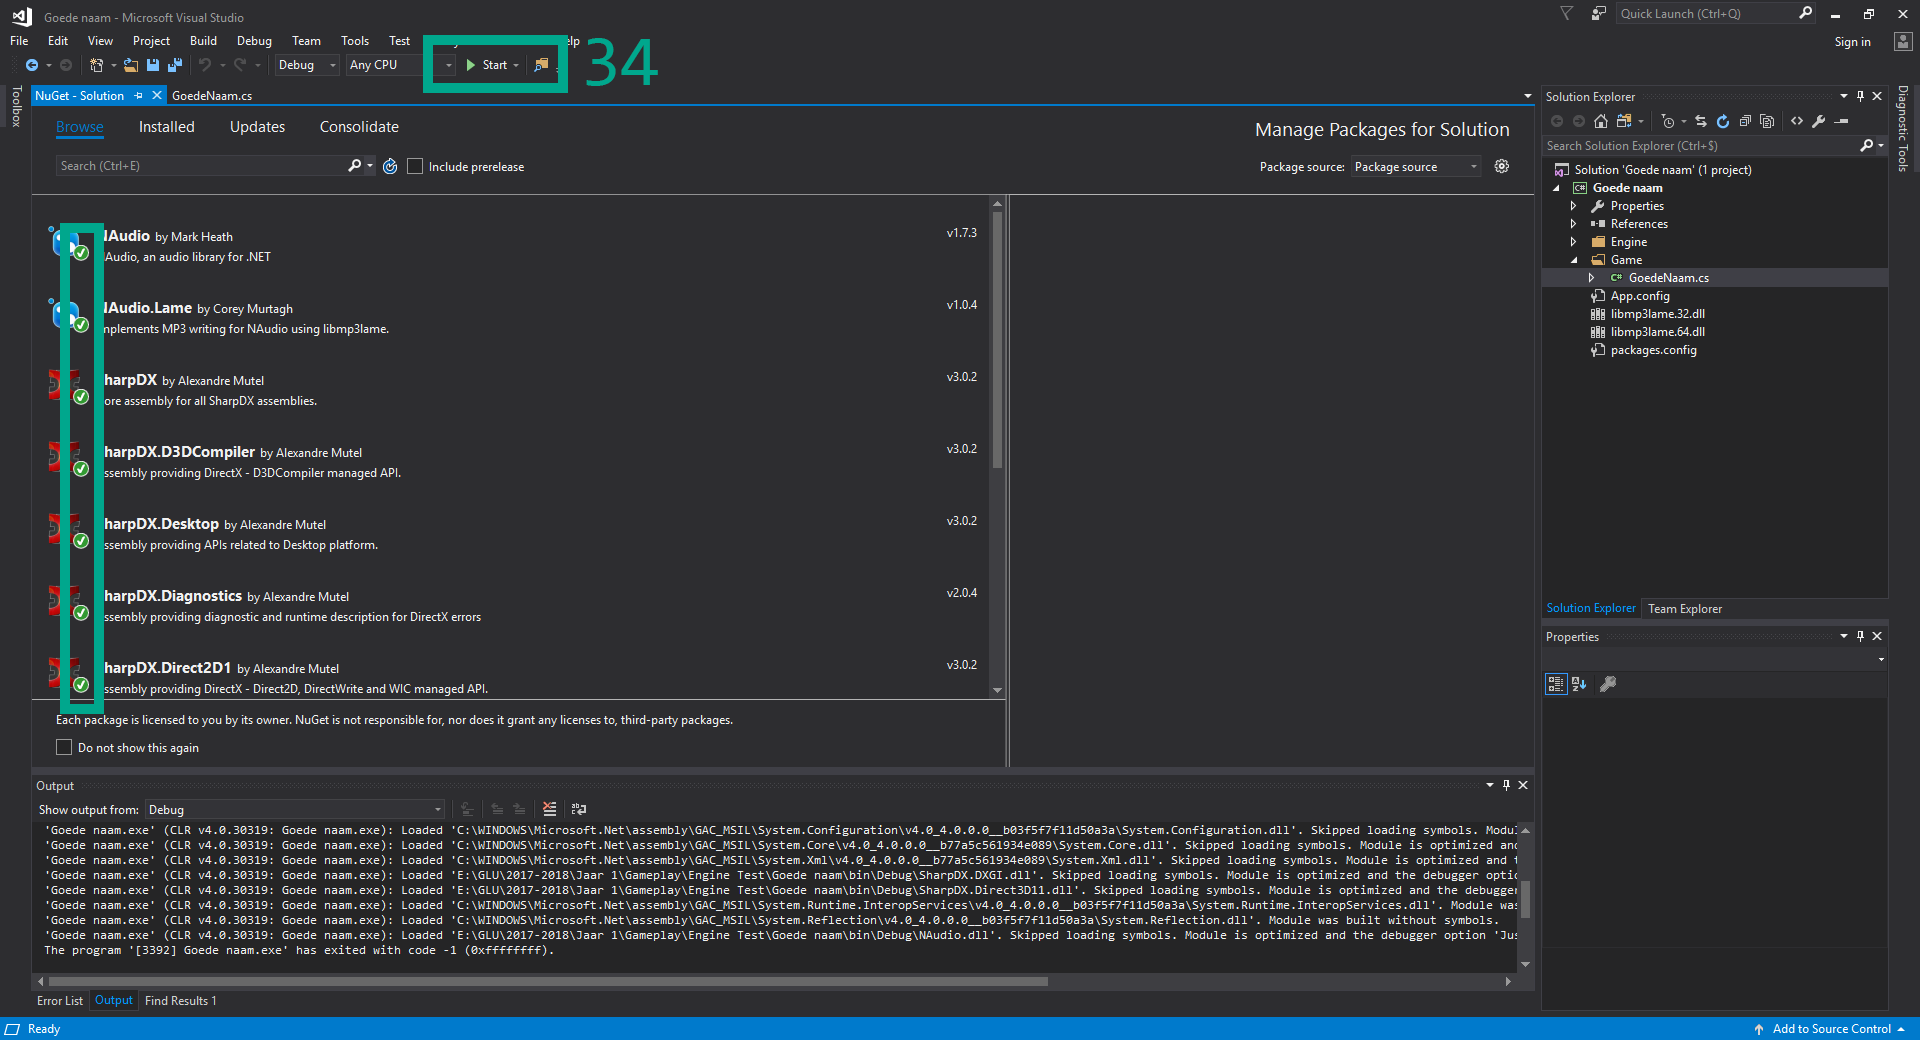 Goede naam - Microsoft Visual Studio
Quick Launch (Ctrl+Q)
File Edit View Project Build Debug Team Tools Test
Sign in
Debug Any CPU Start
34
Toolbox
NuGet - Solution GoedeNaam.cs
Browse Installed Updates Consolidate
Manage Packages for Solution
Search (Ctrl+E) Include prerelease
Package source: Package source
NAudio by Mark Heath v1.7.3
Audio, an audio library for .NET
NAudio.Lame by Corey Murtagh v1.0.4
mplements MP3 writing for NAudio using libmp3lame.
harpDX by Alexandre Mutel v3.0.2
ore assembly for all SharpDX assemblies.
harpDX.D3DCompiler by Alexandre Mutel v3.0.2
ssembly providing DirectX - D3DCompiler managed API.
harpDX.Desktop by Alexandre Mutel v3.0.2
ssembly providing APIs related to Desktop platform.
harpDX.Diagnostics by Alexandre Mutel v2.0.4
ssembly providing diagnostic and runtime description for DirectX errors
harpDX.Direct2D1 by Alexandre Mutel v3.0.2
ssembly providing DirectX - Direct2D, DirectWrite and WIC managed API.
Each package is licensed to you by its owner. NuGet is not responsible for, nor does it grant any licenses to, third-party packages.
Do not show this again
Solution Explorer
Search Solution Explorer (Ctrl+$)
Solution 'Goede naam' (1 project)
Goede naam
Properties
References
Engine
Game
GoedeNaam.cs
App.config
libmp3lame.32.dll
libmp3lame.64.dll
packages.config
Solution Explorer Team Explorer
Properties
Diagnostic Tools
Output
Show output from: Debug
'Goede naam.exe' (CLR v4.0.30319: Goede naam.exe): Loaded 'C:\WINDOWS\Microsoft.Net\assembly\GAC_MSIL\System.Configuration\v4.0_4.0.0.0__b03f5f7f11d50a3a\System.Configuration.dll'. Skipped loading symbols. Modul
'Goede naam.exe' (CLR v4.0.30319: Goede naam.exe): Loaded 'C:\WINDOWS\Microsoft.Net\assembly\GAC_MSIL\System.Core\v4.0_4.0.0.0__b77a5c561934e089\System.Core.dll'. Skipped loading symbols. Module is optimized and
'Goede naam.exe' (CLR v4.0.30319: Goede naam.exe): Loaded 'C:\WINDOWS\Microsoft.Net\assembly\GAC_MSIL\System.Xml\v4.0_4.0.0.0__b77a5c561934e089\System.Xml.dll'. Skipped loading symbols. Module is optimized and t
'Goede naam.exe' (CLR v4.0.30319: Goede naam.exe): Loaded 'E:\GLU\2017-2018\Jaar 1\Gameplay\Engine Test\Goede naam\bin\Debug\SharpDX.DXGI.dll'. Skipped loading symbols. Module is optimized and the debugger optic
'Goede naam.exe' (CLR v4.0.30319: Goede naam.exe): Loaded 'E:\GLU\2017-2018\Jaar 1\Gameplay\Engine Test\Goede naam\bin\Debug\SharpDX.Direct3D11.dll'. Skipped loading symbols. Module is optimized and the debugger
'Goede naam.exe' (CLR v4.0.30319: Goede naam.exe): Loaded 'C:\WINDOWS\Microsoft.Net\assembly\GAC_MSIL\System.Runtime.InteropServices\v4.0_4.0.0.0__b03f5f7f11d50a3a\System.Runtime.InteropServices.dll'. Module was
'Goede naam.exe' (CLR v4.0.30319: Goede naam.exe): Loaded 'C:\WINDOWS\Microsoft.Net\assembly\GAC_MSIL\System.Reflection\v4.0_4.0.0.0__b03f5f7f11d50a3a\System.Reflection.dll'. Module was built without symbols.
'Goede naam.exe' (CLR v4.0.30319: Goede naam.exe): Loaded 'E:\GLU\2017-2018\Jaar 1\Gameplay\Engine Test\Goede naam\bin\Debug\NAudio.dll'. Skipped loading symbols. Module is optimized and the debugger option 'Jus
The program '[3392] Goede naam.exe' has exited with code -1 (0xffffffff).
Error List Output Find Results 1
Ready
Add to Source Control